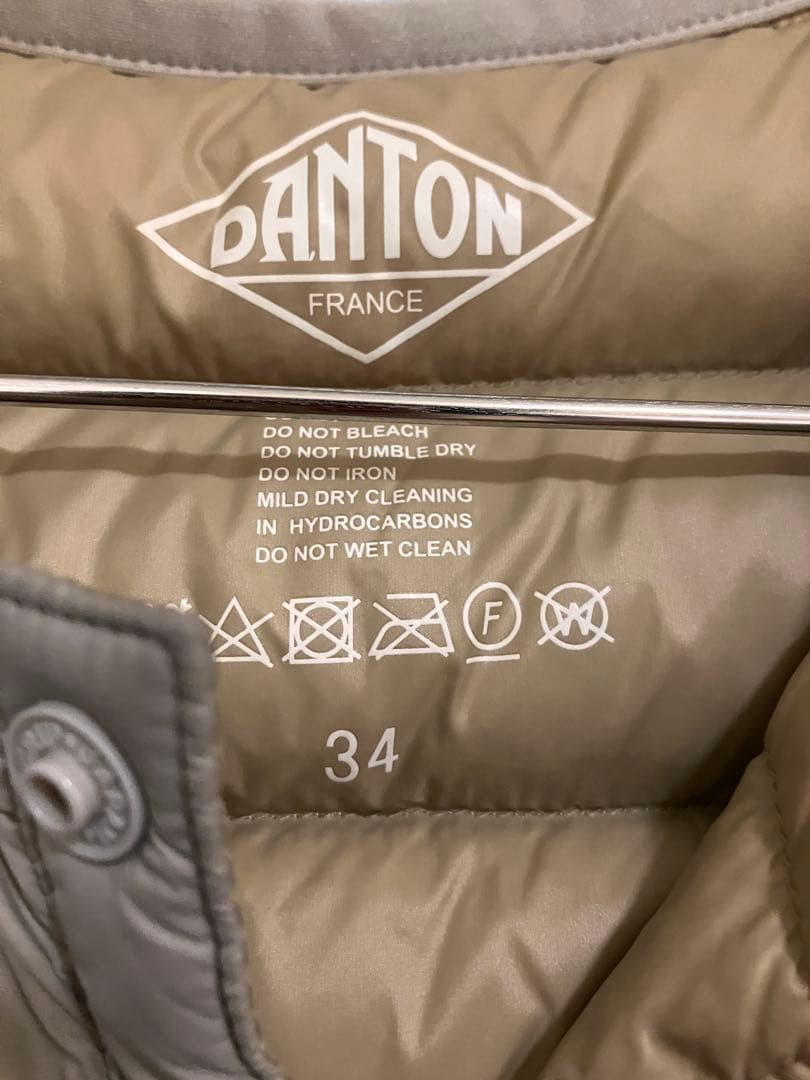 DANTON
FRANCE
DO NOT BLEACH
DO NOT TUMBLE DRY
DO NOT IRON
MILD DRY CLEANING
IN HYDROCARBONS
DO NOT WET CLEAN
F
W
34